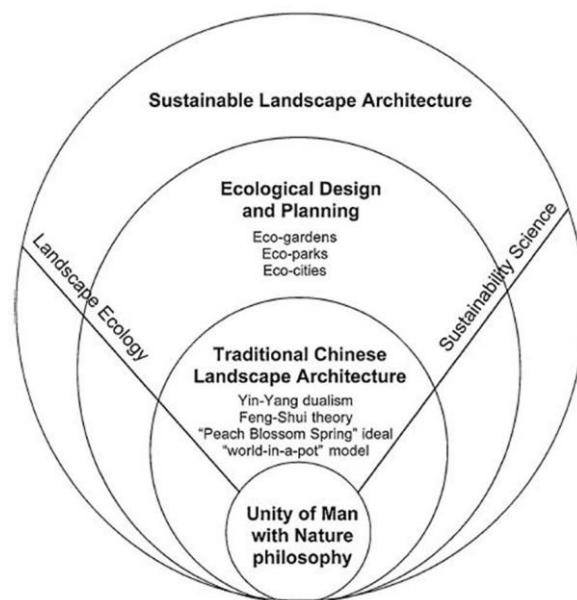 Sustainable Landscape Architecture
Ecological Design
and Planning
Eco-gardens
Eco-parks
Eco-cities
Landscape Ecology
Sustainability Science
Traditional Chinese
Landscape Architecture
Yin-Yang dualism
Feng-Shui theory
"Peach Blossom Spring" ideal
"world-in-a-pot" model
Unity of Man
with Nature
philosophy